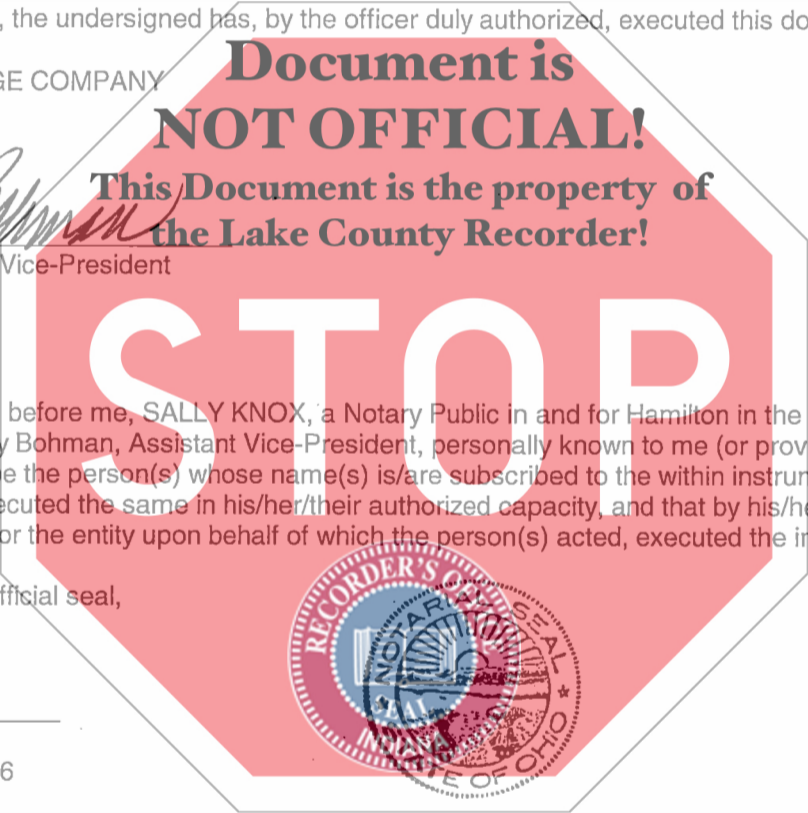 , the undersigned has, by the officer duly authorized, executed this do
Document is
GE COMPANY
NOT OFFICIAL!
This Document is the property of
the Lake County Recorder!
Vice-President
STOP
before me, SALLY KNOX, a Notary Public in and for Hamilton in the
y Bohman, Assistant Vice-President, personally known to me (or prov
e the person(s) whose name(s) is/are subscribed to the within instrum
ecuted the same in his/her/their authorized capacity, and that by his/he
or the entity upon behalf of which the person(s) acted, executed the in
fficial seal,
RECORDER'S OFFICE
SEAL
INDIANA
NOTARIAL SEAL
STATE OF OHIO
6